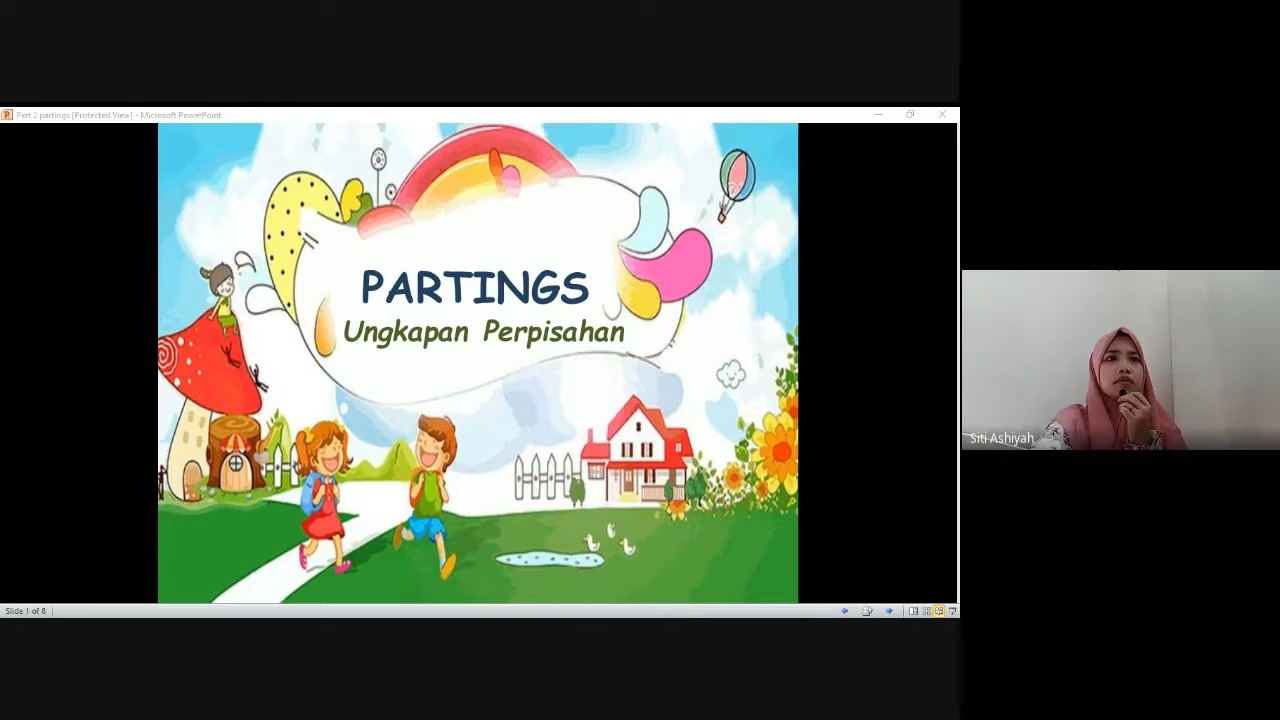 Pert 2 partings [Protected View] - Microsoft PowerPoint
PARTINGS
Ungkapan Perpisahan
Siti Ashiyah
Slide 1 of 8